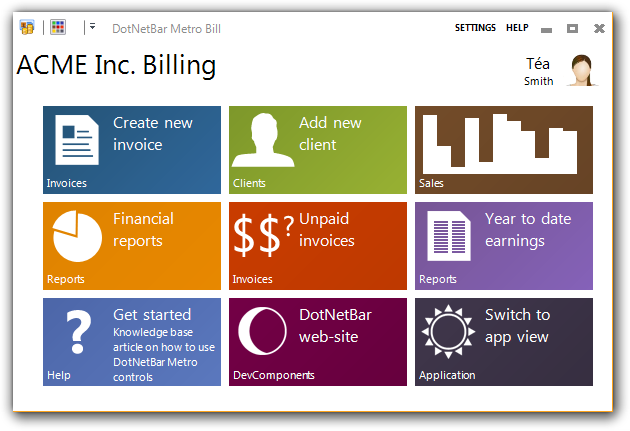 DotNetBar Metro Bill
SETTINGS HELP
ACME Inc. Billing
Téa
Smith
Create new
invoice
Invoices
Add new
client
Clients
Sales
Financial
reports
Reports
$$?
Unpaid
invoices
Invoices
Year to date
earnings
Reports
?
Get started
Knowledge base
article on how to use
DotNetBar Metro
controls
Help
DotNetBar
web-site
DevComponents
Switch to
app view
Application